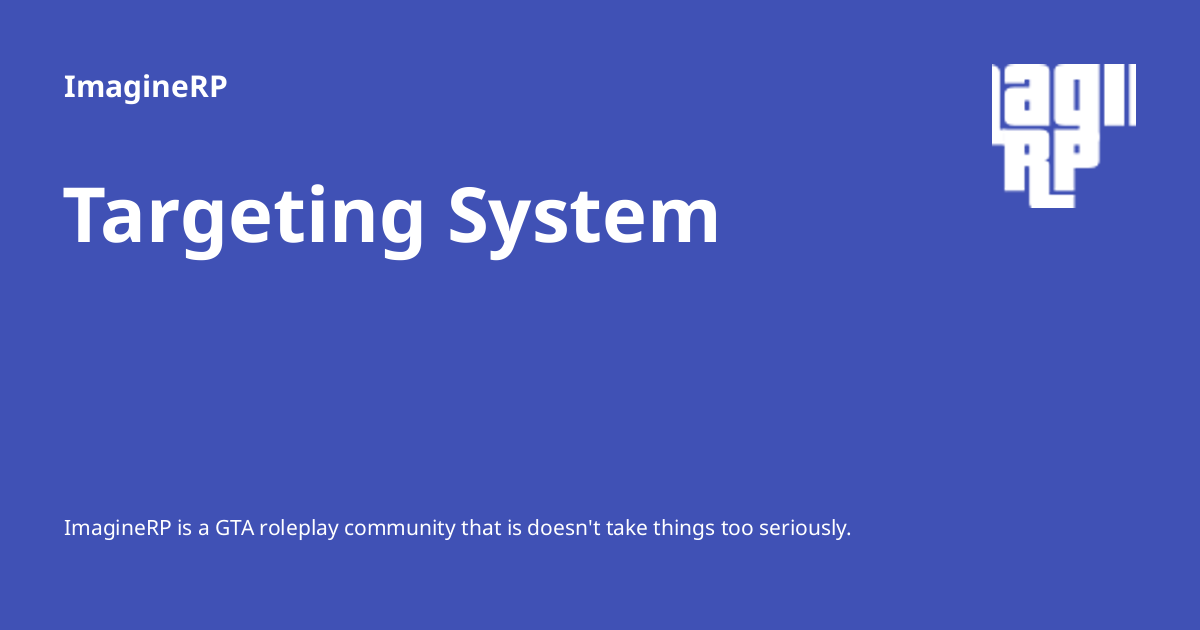 ImagineRP
agi
RP
Targeting System
ImagineRP is a GTA roleplay community that is doesn't take things too seriously.